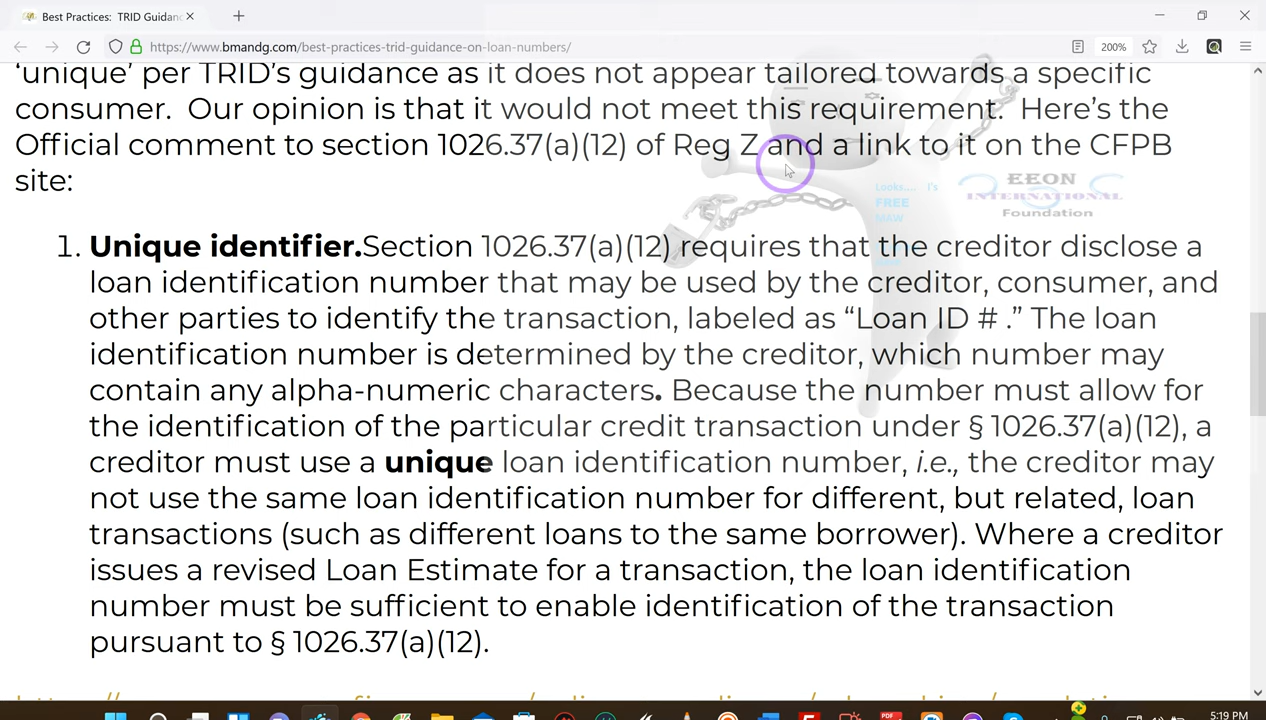 Best Practices: TRID Guidanc
https://www.bmandg.com/best-practices-trid-guidance-on-loan-numbers/
200%
'unique' per TRID's guidance as it does not appear tailored towards a specific
consumer. Our opinion is that it would not meet this requirement. Here's the
Official comment to section 1026.37(a)(12) of Reg Z and a link to it on the CFPB
site:
Looks.... I's
FREE
MAW
EEON
INTERNATIONAL
Foundation
1. Unique identifier.Section 1026.37(a)(12) requires that the creditor disclose a
loan identification number that may be used by the creditor, consumer, and
other parties to identify the transaction, labeled as “Loan ID # .” The loan
identification number is determined by the creditor, which number may
contain any alpha-numeric characters. Because the number must allow for
the identification of the particular credit transaction under § 1026.37(a)(12), a
creditor must use a unique loan identification number, i.e., the creditor may
not use the same loan identification number for different, but related, loan
transactions (such as different loans to the same borrower). Where a creditor
issues a revised Loan Estimate for a transaction, the loan identification
number must be sufficient to enable identification of the transaction
pursuant to § 1026.37(a)(12).
5:19 PM